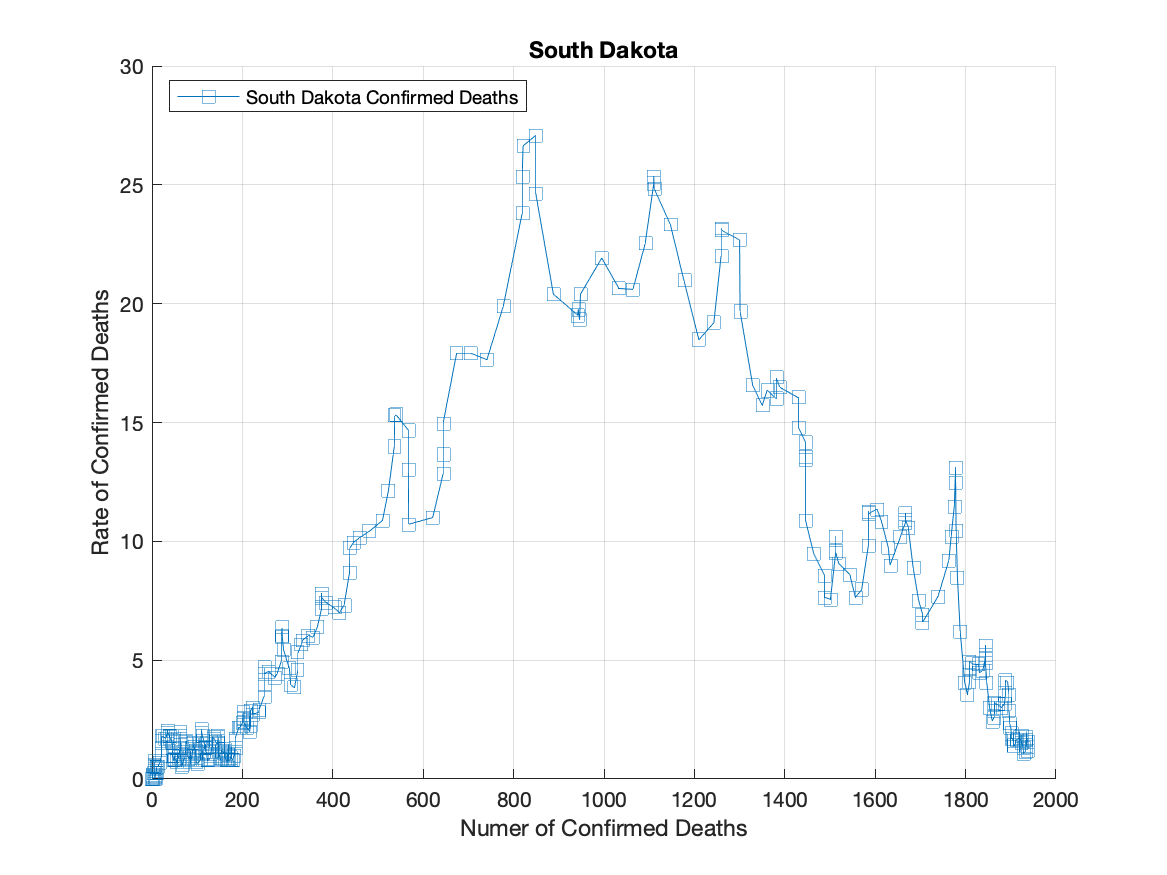 South Dakota
South Dakota Confirmed Deaths
Rate of Confirmed Deaths
30
25
20
15
10
5
0
0 200 400 600 800 1000 1200 1400 1600 1800 2000
Numer of Confirmed Deaths